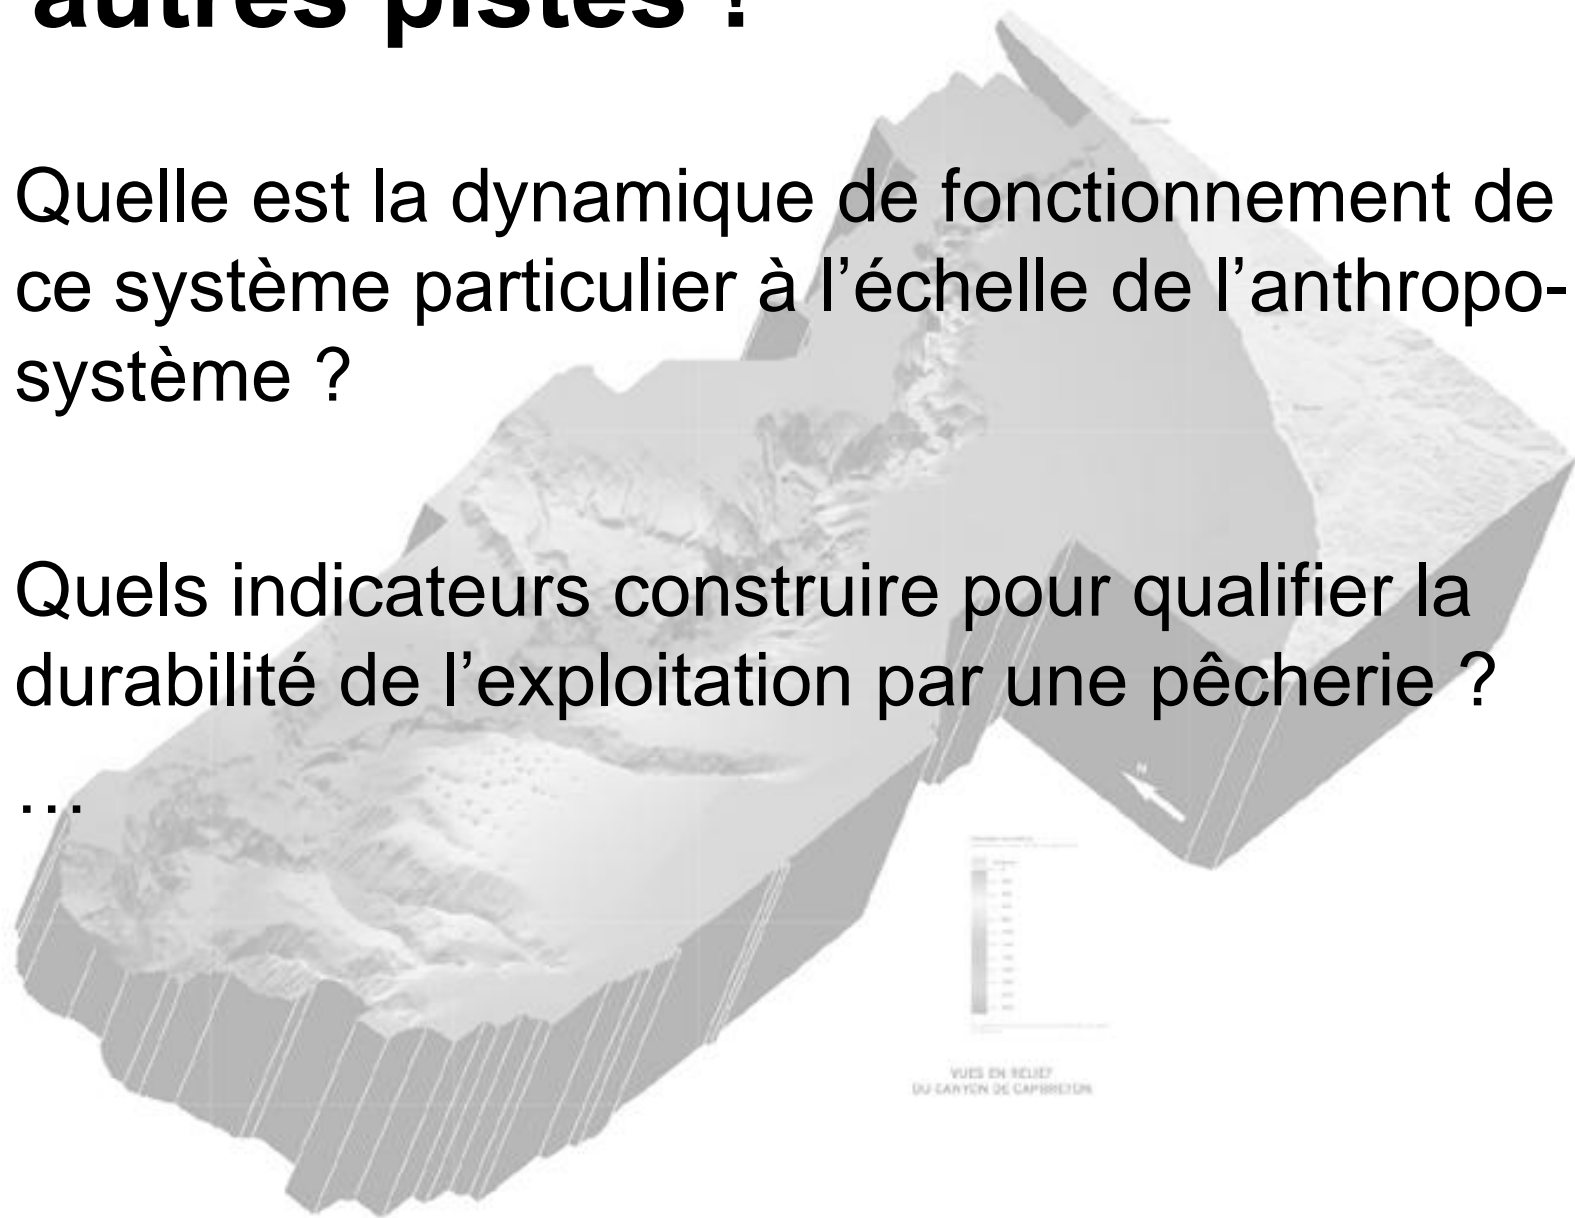 autres pistes ?
Quelle est la dynamique de fonctionnement de
ce système particulier à l’échelle de l’anthropo-
système ?
Quels indicateurs construire pour qualifier la
durabilité de l’exploitation par une pêcherie ?
…
N
VUES EN RELIEF
DU CANYON DE CAPBRETON